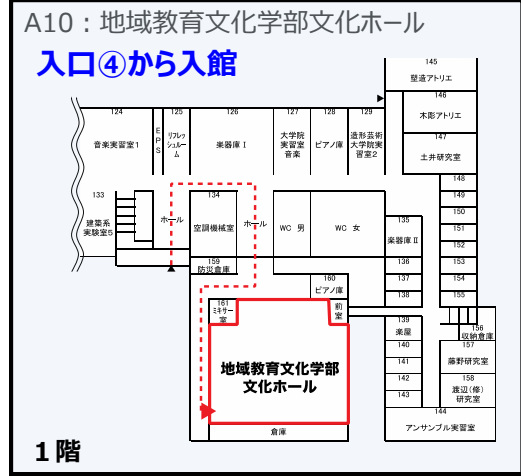 A10：地域教育文化学部文化ホール
入口④から入館
145
塑造アトリエ
146
木彫アトリエ
147
土井研究室
124
音楽実習室1
EPS
125
リフレッシュルーム
126
楽器庫Ⅰ
127
大学院
実習室
音楽
128
ピアノ庫
129
造形芸術
大学院実
習室2
148
149
150
151
152
153
154
155
133
建築系
実験室5
ホール
134
空調機械室
ホール
WC 男
WC 女
135
楽器庫Ⅱ
136
137
138
159
防災倉庫
160
ピアノ庫
161
ミキサー
室
前
室
139
楽屋
140
141
142
143
156
収納倉庫
157
藤野研究室
158
渡辺(修)
研究室
144
アンサンブル実習室
地域教育文化学部
文化ホール
倉庫
1階